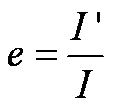 e = I' / I